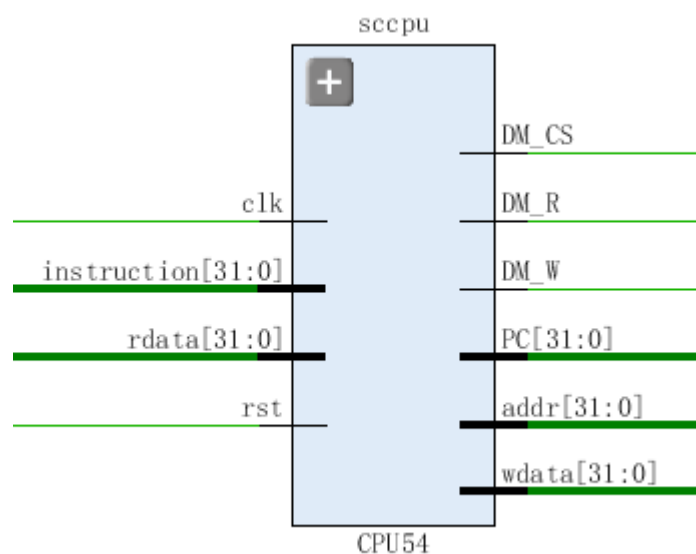 sccpu
DM_CS
clk
DM_R
instruction[31:0]
DM_W
rdata[31:0]
PC[31:0]
rst
addr[31:0]
wdata[31:0]
CPU54